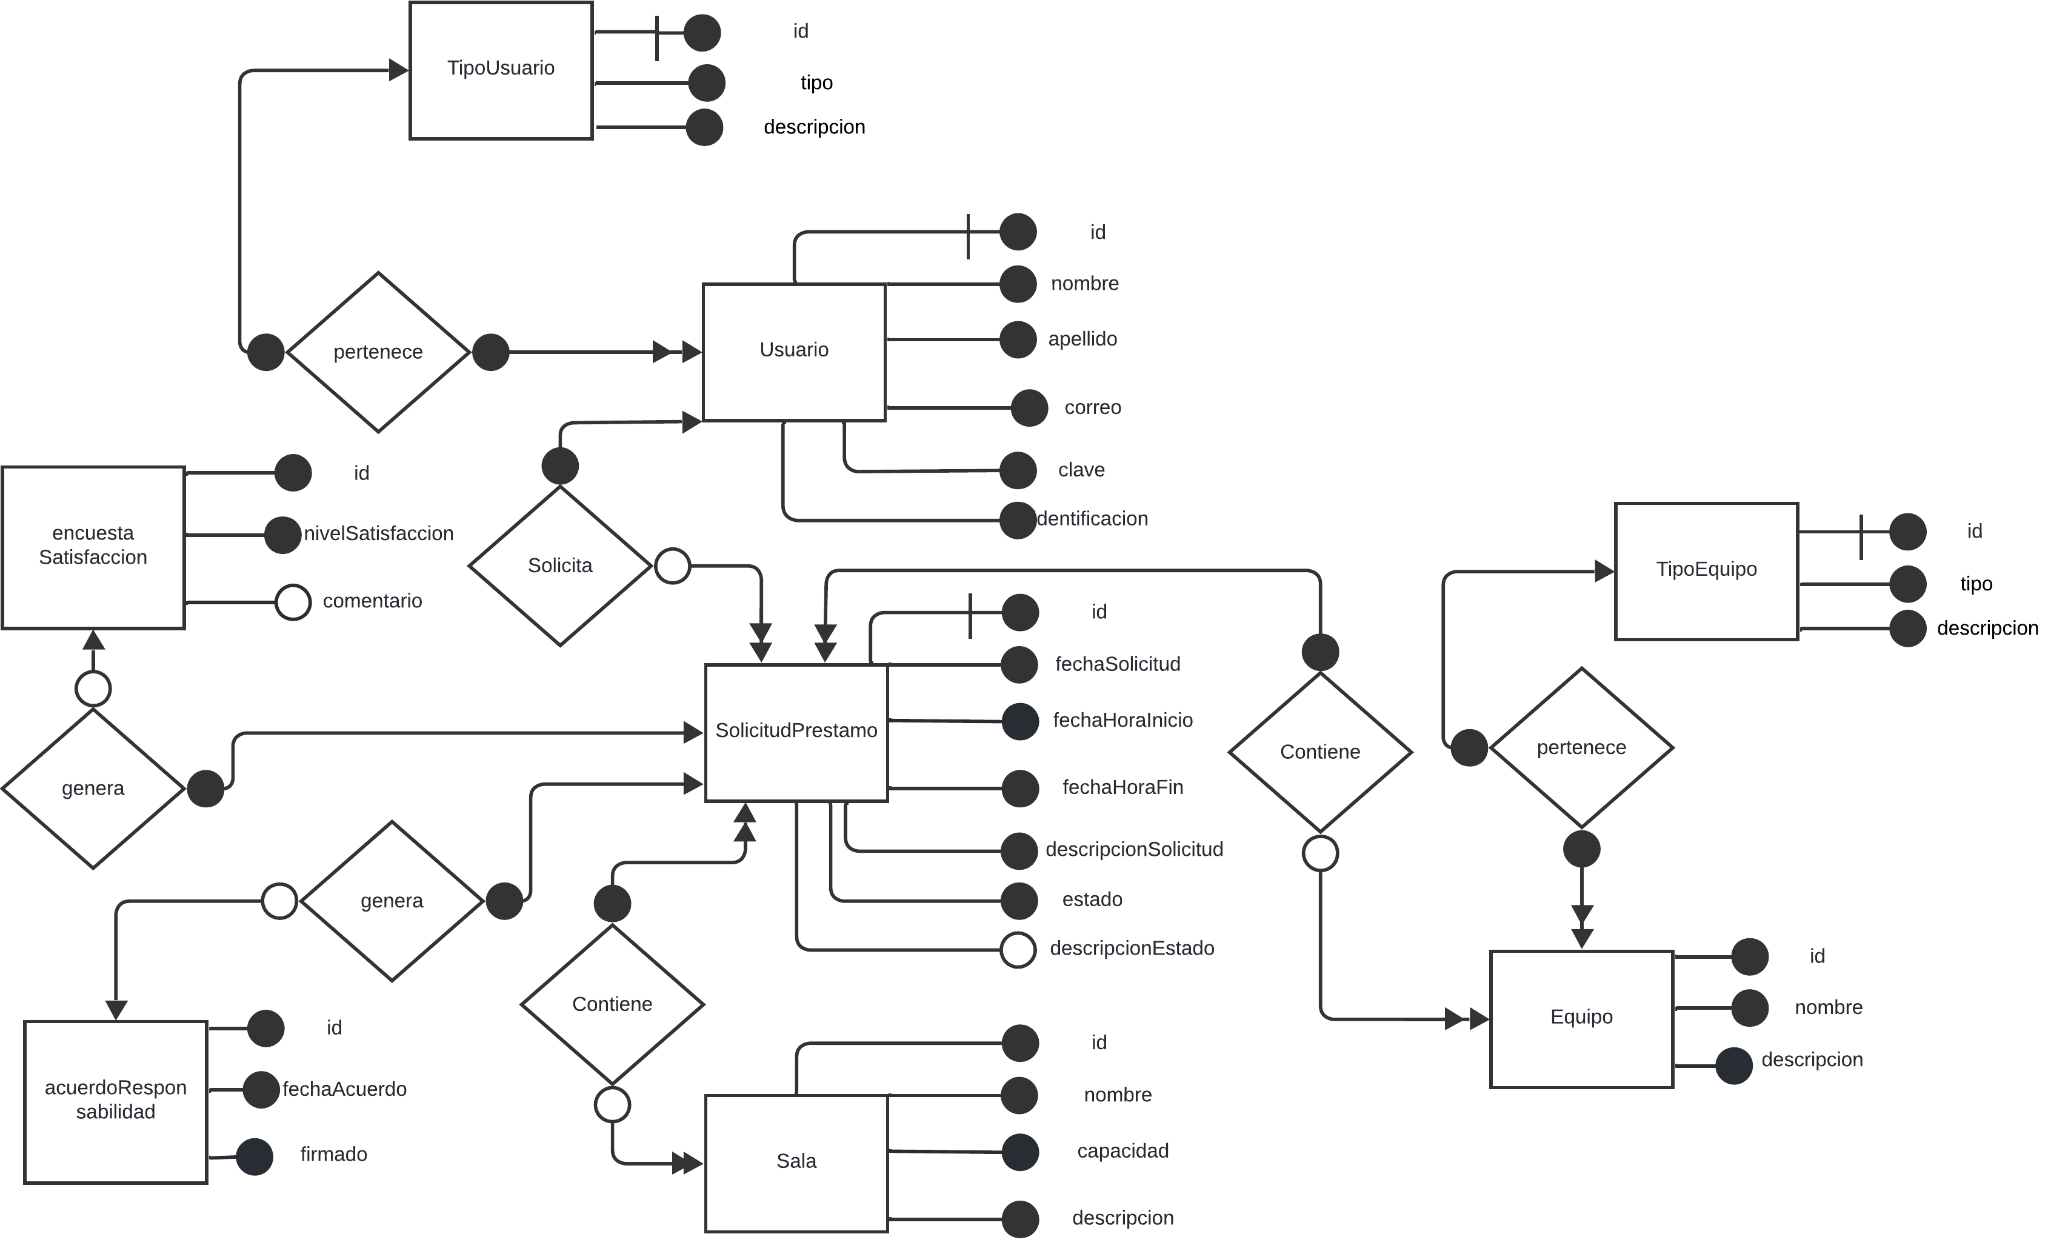 TipoUsuario
id
tipo
descripcion
pertenece
Usuario
id
nombre
apellido
correo
clave
dentificacion
encuesta
Satisfaccion
id
nivelSatisfaccion
comentario
Solicita
genera
SolicitudPrestamo
id
fechaSolicitud
fechaHoraInicio
fechaHoraFin
descripcionSolicitud
estado
descripcionEstado
Contiene
TipoEquipo
id
tipo
descripcion
pertenece
Equipo
id
nombre
descripcion
genera
acuerdoRespon
sabilidad
id
fechaAcuerdo
firmado
Contiene
Sala
id
nombre
capacidad
descripcion